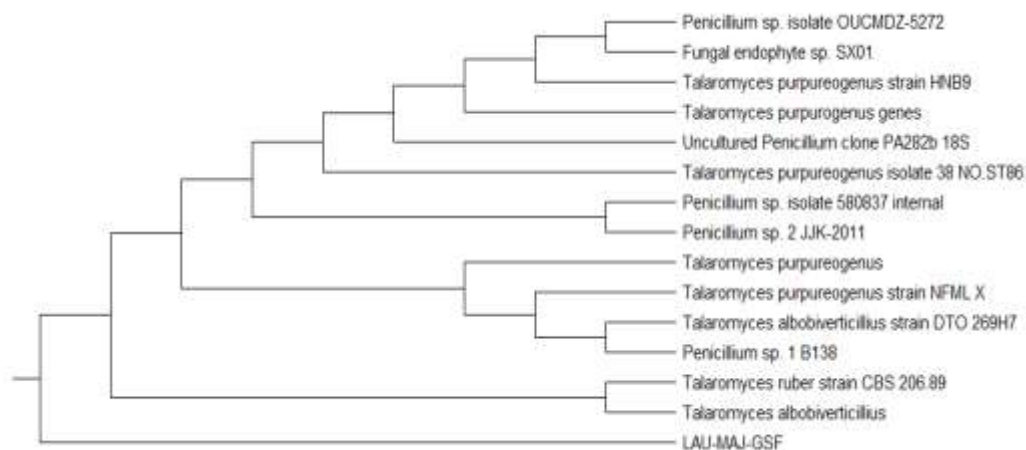 Penicillium sp. isolate OUCMDZ-5272
Fungal endophyte sp. SX01
Talaromyces purpureogenus strain HNB9
Talaromyces purpurogenus genes
Uncultured Penicillium clone PA282b 18S
Talaromyces purpureogenus isolate 38 NO.ST86
Penicillium sp. isolate 580837 internal
Penicillium sp. 2 JJK-2011
Talaromyces purpureogenus
Talaromyces purpureogenus strain NFML X
Talaromyces albobiverticillius strain DTO 269H7
Penicillium sp. 1 B138
Talaromyces ruber strain CBS 206.89
Talaromyces albobiverticillius
LAU-MAJ-GSF